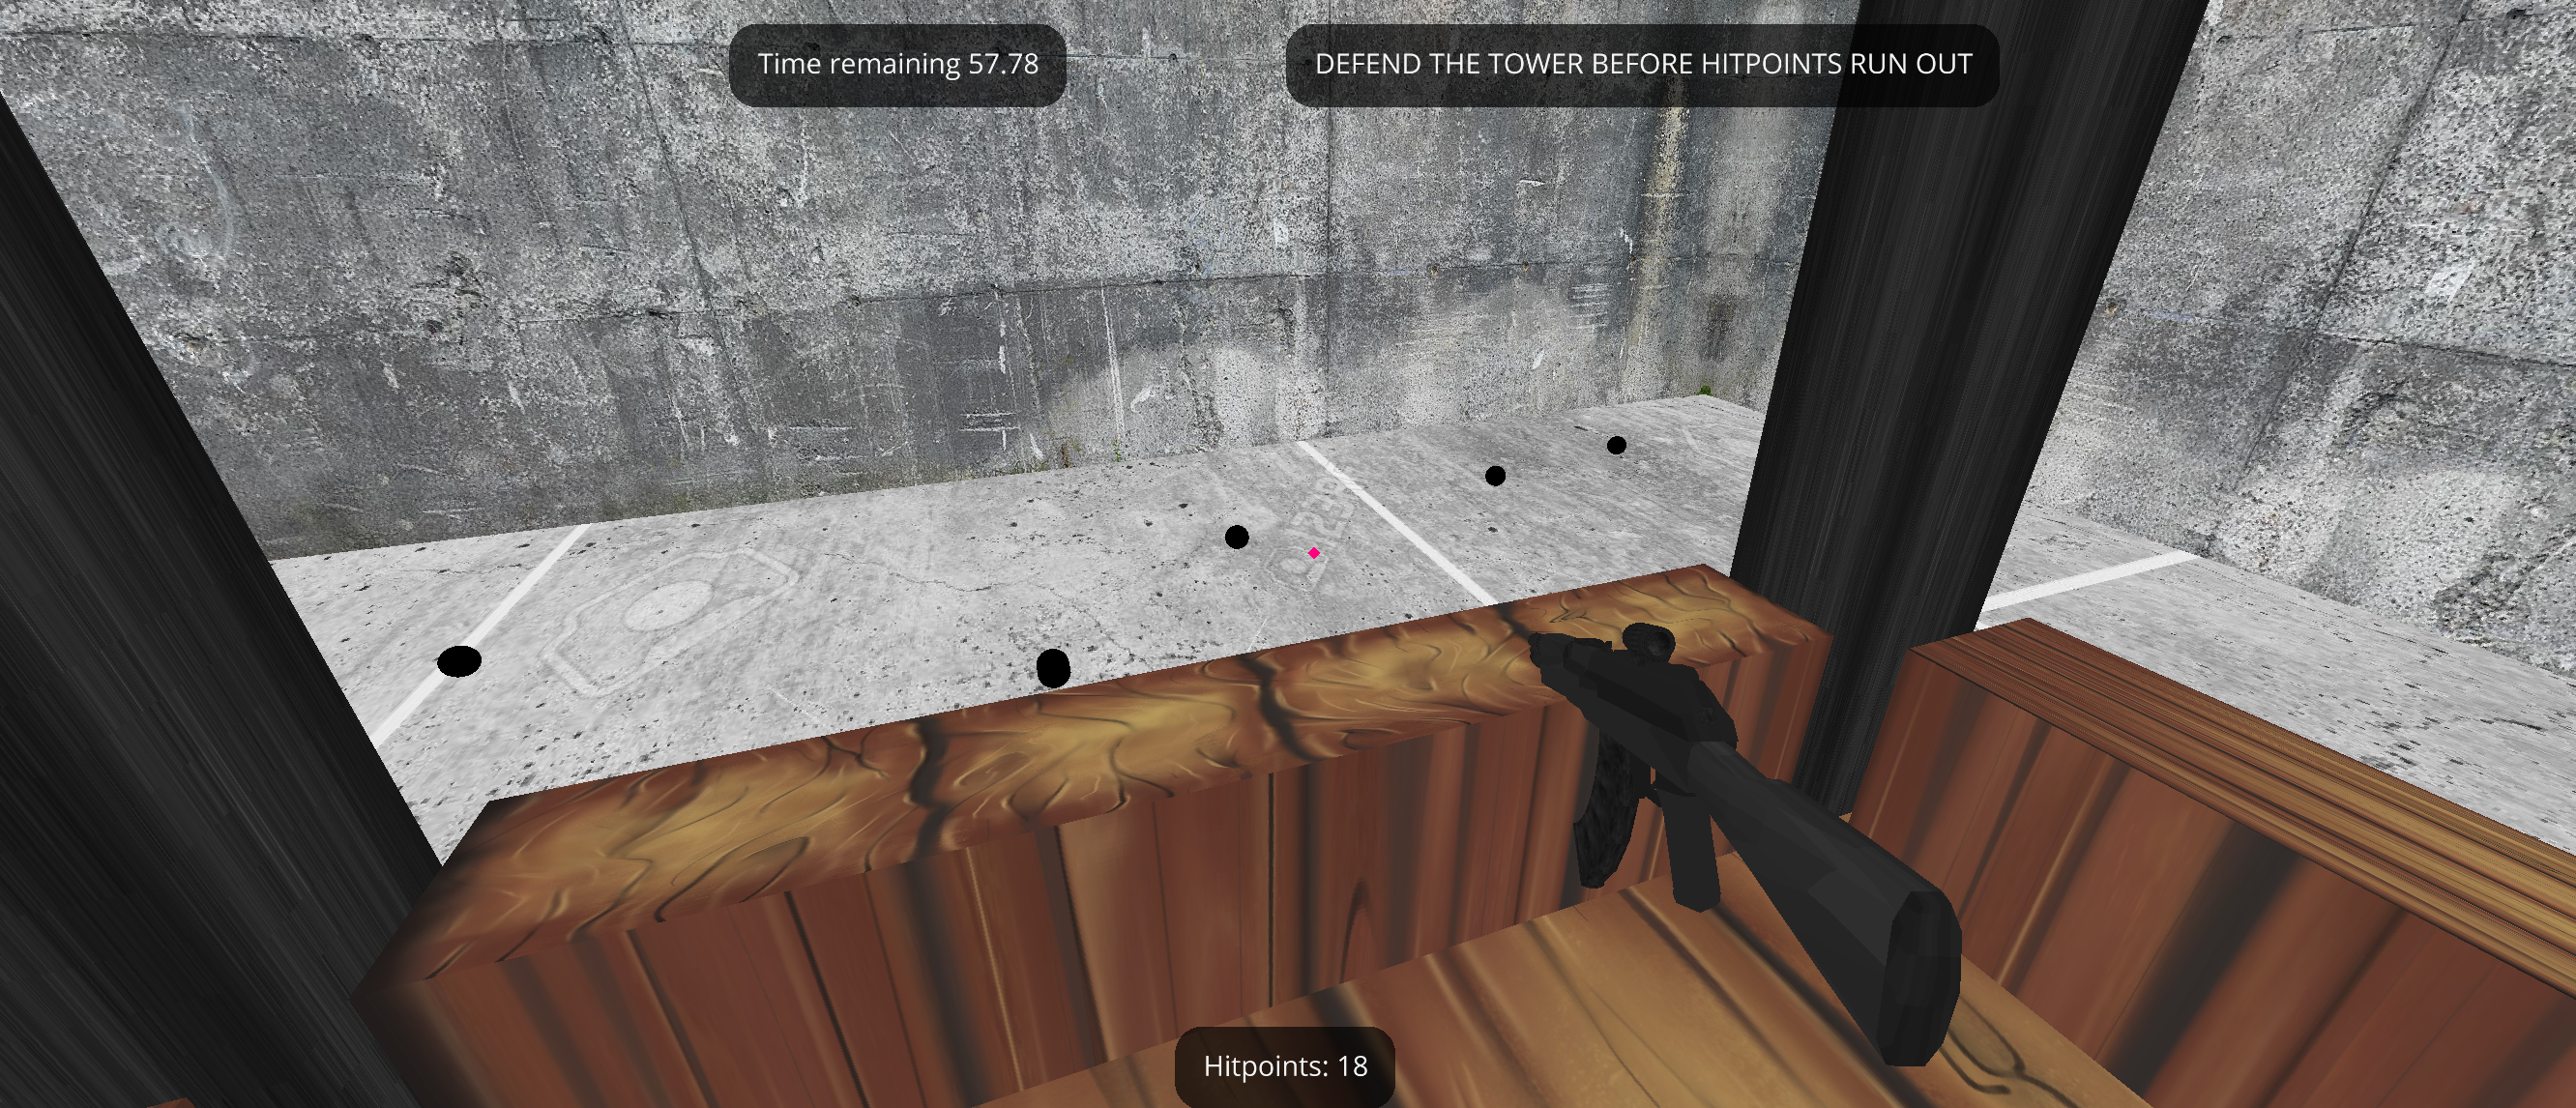 Time remaining 57.78
DEFEND THE TOWER BEFORE HITPOINTS RUN OUT
Hitpoints: 18